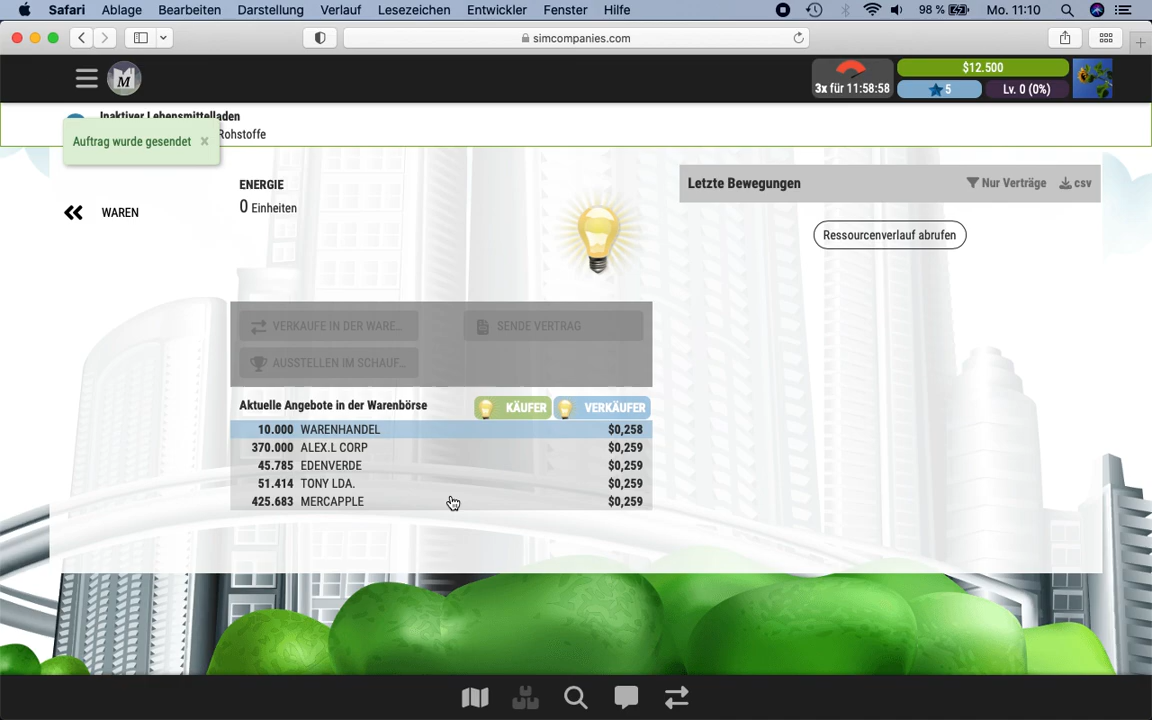 Safari Ablage Bearbeiten Darstellung Verlauf Lesezeichen Entwickler Fenster Hilfe 98 % Mo. 11:10
simcompanies.com
M 3x für 11:58:58 $12.500 5 Lv. 0 (0%)
Inaktiver Lebensmittelladen
Rohstoffe
Auftrag wurde gesendet ×
WAREN
ENERGIE
0 Einheiten
VERKAUFE IN DER WARE... SENDE VERTRAG
AUSSTELLEN IM SCHAUF...
Aktuelle Angebote in der Warenbörse KÄUFER VERKÄUFER
10.000 WARENHANDEL $0,258
370.000 ALEX.L CORP $0,259
45.785 EDENVERDE $0,259
51.414 TONY LDA. $0,259
425.683 MERCAPPLE $0,259
Letzte Bewegungen Nur Verträge csv
Ressourcenverlauf abrufen